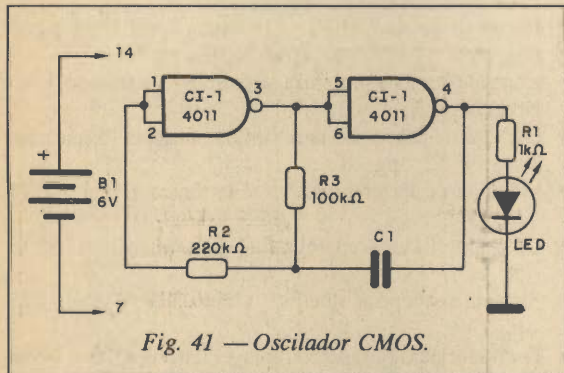 14
1
2
CI-1
4011
3
5
6
CI-1
4011
4
R1
1kΩ
LED
+
B1
6V
R3
100kΩ
R2
220kΩ
C1
7
Fig. 41 — Oscilador CMOS.